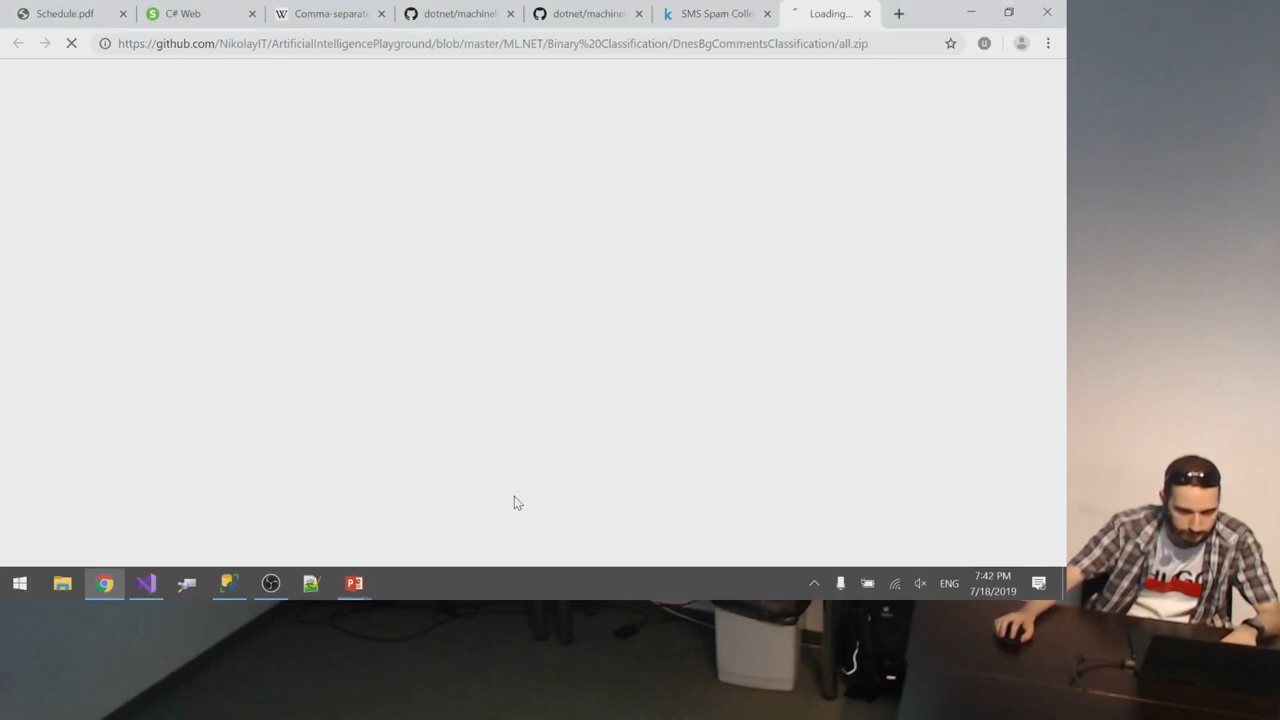 Schedule.pdf
C# Web
Comma-separate
dotnet/machinel
dotnet/machinel
SMS Spam Colle
Loading...
https://github.com/NikolayIT/ArtificialIntelligencePlayground/blob/master/ML.NET/Binary%20Classification/DnesBgCommentsClassification/all.zip
ENG
7:42 PM
7/18/2019